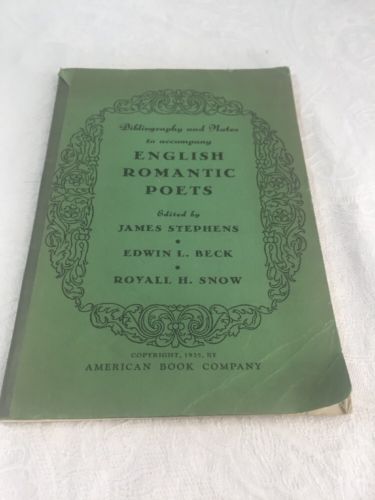 Bibliography and Notes
to accompany
ENGLISH
ROMANTIC
POETS
Edited by
JAMES STEPHENS
EDWIN L. BECK
ROYALL H. SNOW
COPYRIGHT, 1935, BY
AMERICAN BOOK COMPANY